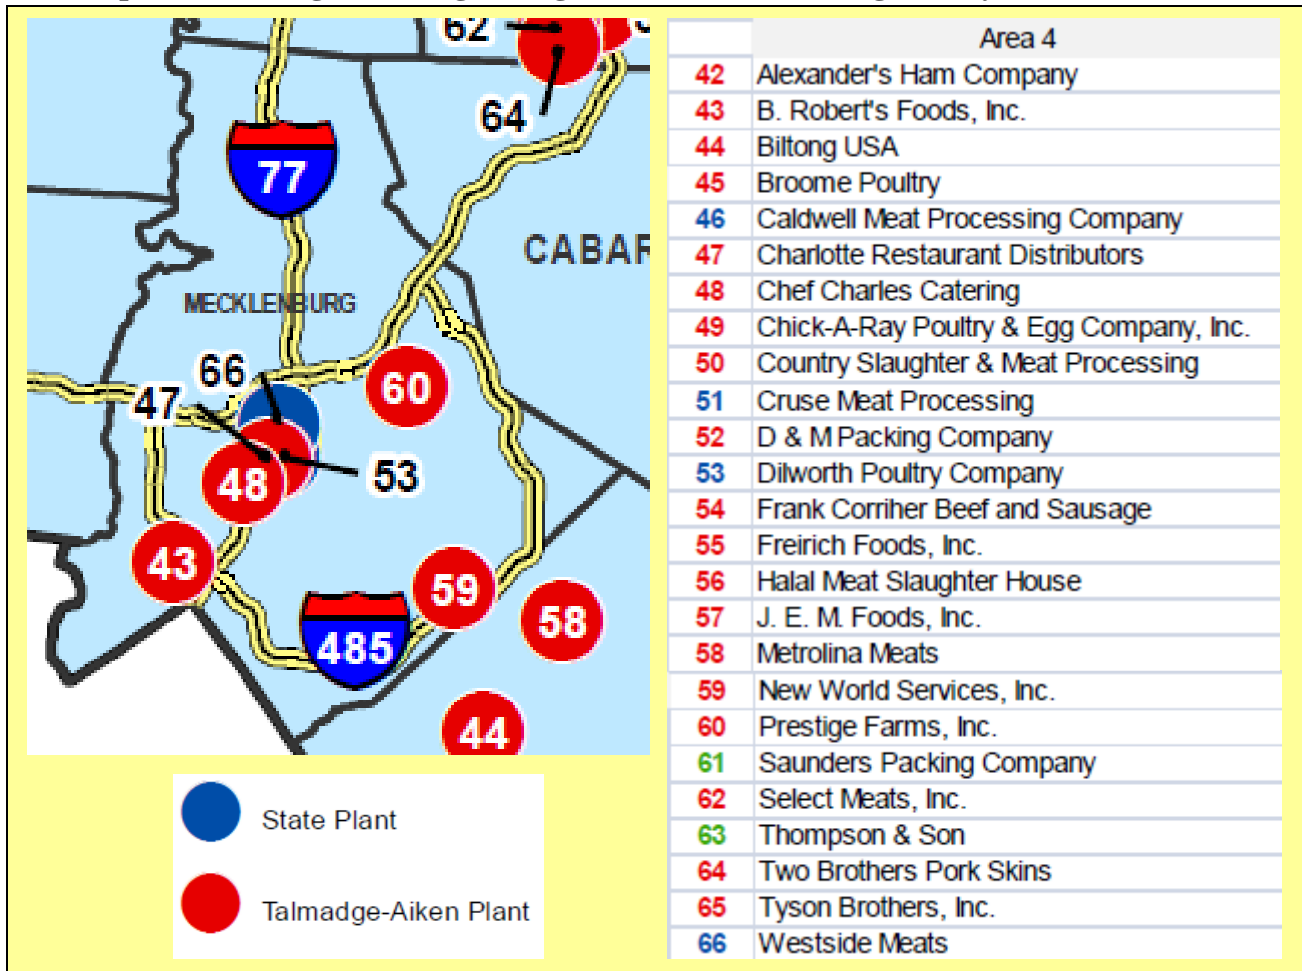 62
64
77
CABAR
MECKLENBURG
66
60
47
53
48
43
59
58
485
44
State Plant
Talmadge-Aiken Plant
Area 4
42 Alexander's Ham Company
43 B. Robert's Foods, Inc.
44 Biltong USA
45 Broome Poultry
46 Caldwell Meat Processing Company
47 Charlotte Restaurant Distributors
48 Chef Charles Catering
49 Chick-A-Ray Poultry & Egg Company, Inc.
50 Country Slaughter & Meat Processing
51 Cruse Meat Processing
52 D & M Packing Company
53 Dilworth Poultry Company
54 Frank Corriher Beef and Sausage
55 Freirich Foods, Inc.
56 Halal Meat Slaughter House
57 J. E. M. Foods, Inc.
58 Metrolina Meats
59 New World Services, Inc.
60 Prestige Farms, Inc.
61 Saunders Packing Company
62 Select Meats, Inc.
63 Thompson & Son
64 Two Brothers Pork Skins
65 Tyson Brothers, Inc.
66 Westside Meats